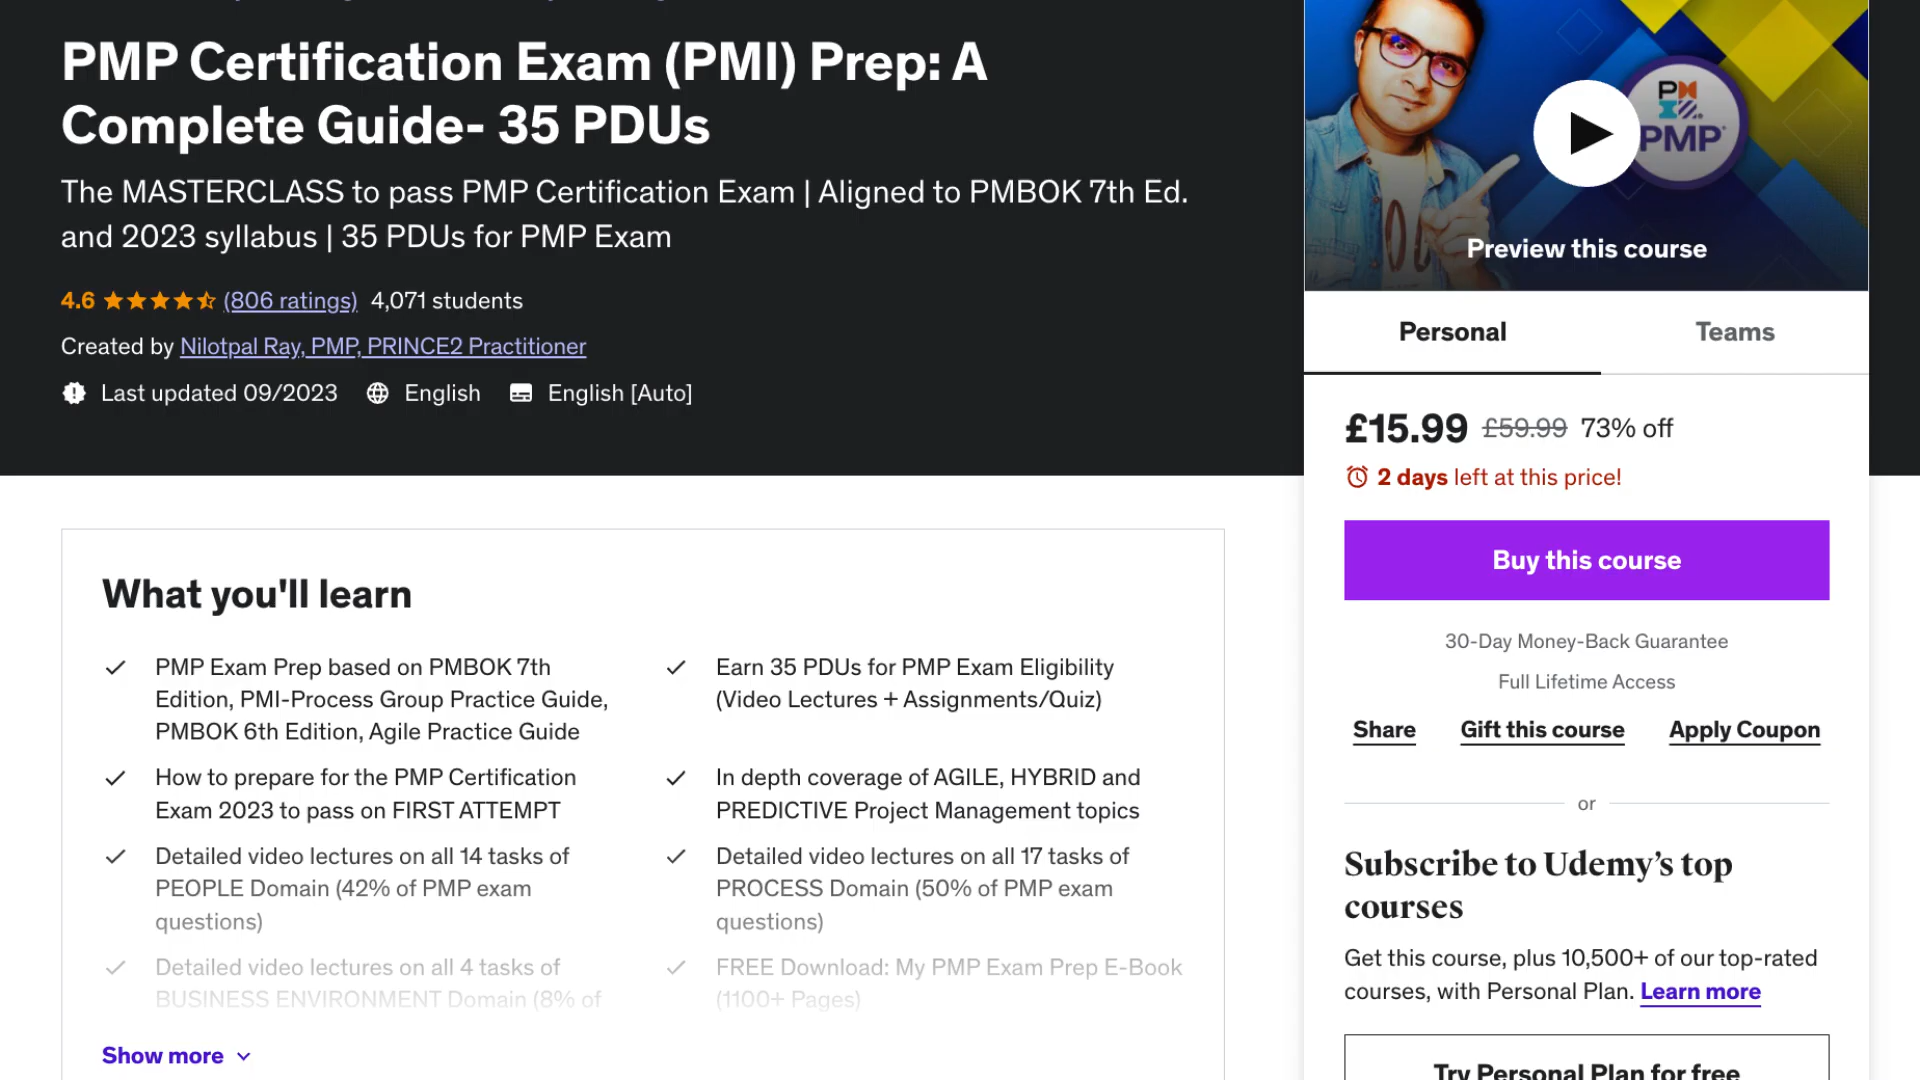 PMP Certification Exam (PMI) Prep: A
Complete Guide- 35 PDUs
The MASTERCLASS to pass PMP Certification Exam | Aligned to PMBOK 7th Ed.
and 2023 syllabus | 35 PDUs for PMP Exam
4.6 (806 ratings) 4,071 students
Created by Nilotpal Ray, PMP, PRINCE2 Practitioner
Last updated 09/2023 English English [Auto]
What you'll learn
PMP Exam Prep based on PMBOK 7th
Edition, PMI-Process Group Practice Guide,
PMBOK 6th Edition, Agile Practice Guide
Earn 35 PDUs for PMP Exam Eligibility
(Video Lectures + Assignments/Quiz)
How to prepare for the PMP Certification
Exam 2023 to pass on FIRST ATTEMPT
In depth coverage of AGILE, HYBRID and
PREDICTIVE Project Management topics
Detailed video lectures on all 14 tasks of
PEOPLE Domain (42% of PMP exam
questions)
Detailed video lectures on all 17 tasks of
PROCESS Domain (50% of PMP exam
questions)
Detailed video lectures on all 4 tasks of
BUSINESS ENVIRONMENT Domain (8% of
FREE Download: My PMP Exam Prep E-Book
(1100+ Pages)
Show more
PMI
PMP
Preview this course
Personal Teams
£15.99 £59.99 73% off
2 days left at this price!
Buy this course
30-Day Money-Back Guarantee
Full Lifetime Access
Share Gift this course Apply Coupon
or
Subscribe to Udemy’s top
courses
Get this course, plus 10,500+ of our top-rated
courses, with Personal Plan. Learn more
Try Personal Plan for free